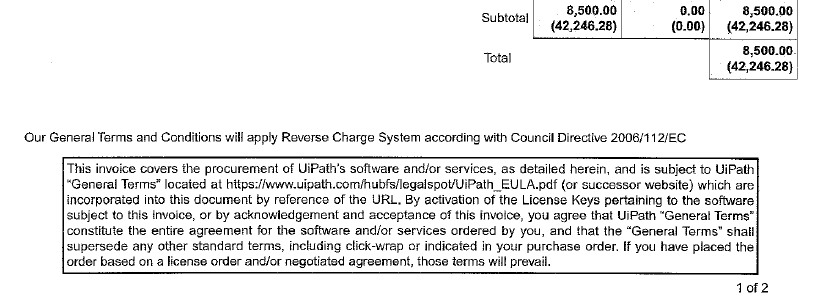 Subtotal 8,500.00 0.00 8,500.00
(42,246.28) (0.00) (42,246.28)
Total 8,500.00
(42,246.28)
Our General Terms and Conditions will apply Reverse Charge System according with Council Directive 2006/112/EC
This invoice covers the procurement of UiPath's software and/or services, as detailed herein, and is subject to UiPath
"General Terms" located at https://www.uipath.com/hubfs/legalspot/UiPath_EULA.pdf (or successor website) which are
incorporated into this document by reference of the URL. By activation of the License Keys pertaining to the software
subject to this invoice, or by acknowledgement and acceptance of this invoice, you agree that UiPath "General Terms"
constitute the entire agreement for the software and/or services ordered by you, and that the "General Terms" shall
supersede any other standard terms, including click-wrap or indicated in your purchase order. If you have placed the
order based on a license order and/or negotiated agreement, those terms will prevail.
1 of 2